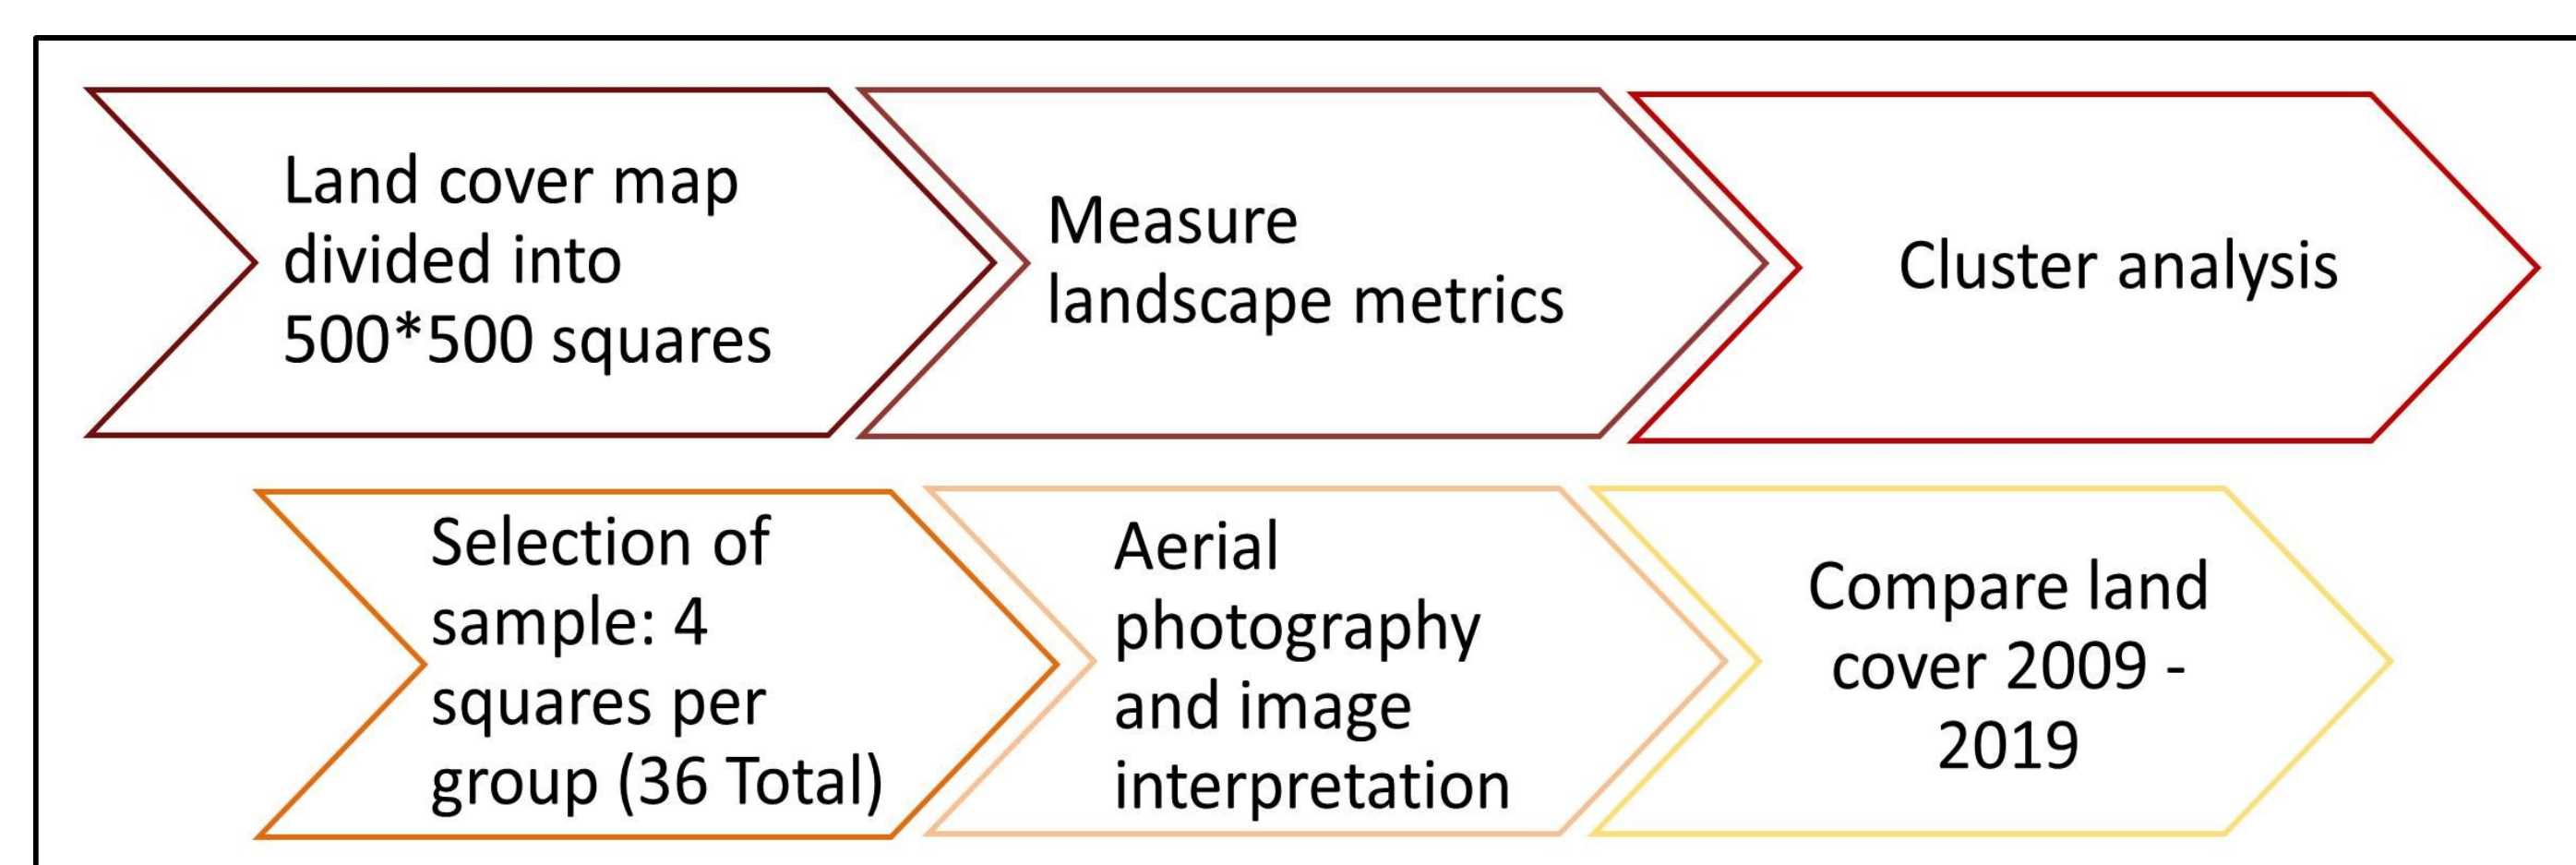 Land cover map
divided into
500*500 squares
Measure
landscape metrics
Cluster analysis
Selection of
sample: 4
squares per
group (36 Total)
Aerial
photography
and image
interpretation
Compare land
cover 2009 -
2019